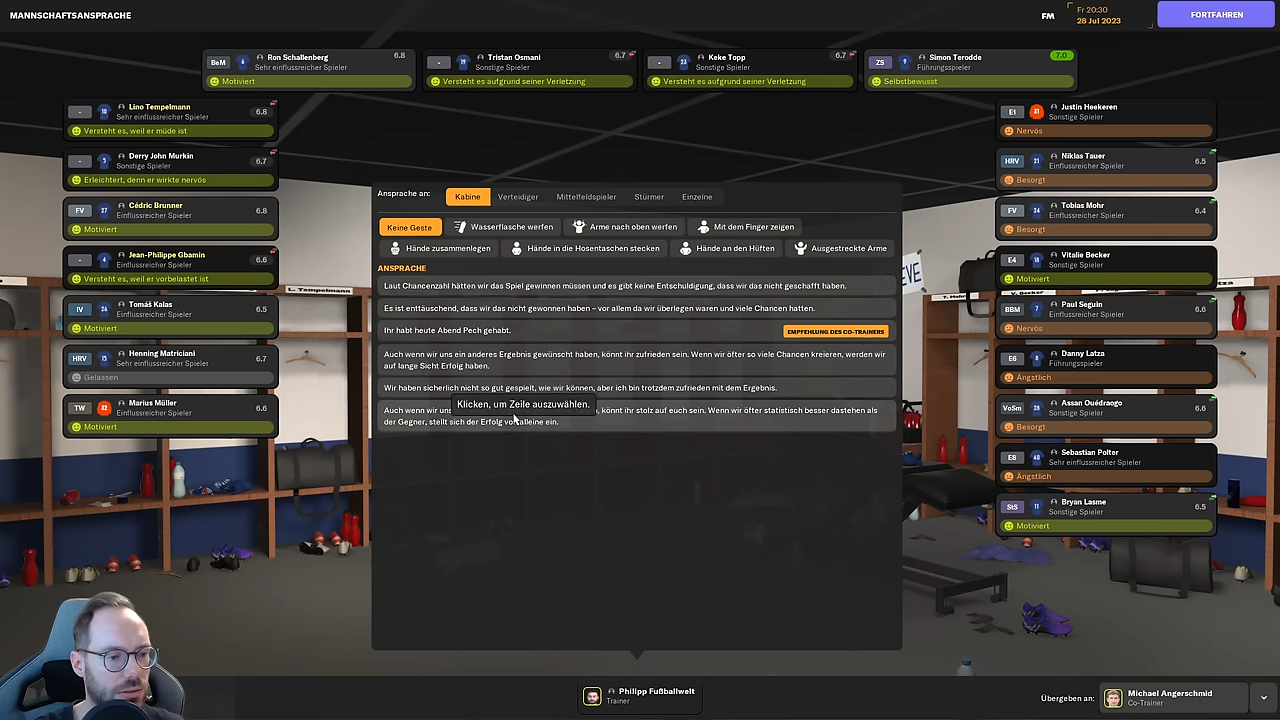 MANNSCHAFTSANSPRACHE
FM
Fr 20:30
28 Jul 2023
FORTFAHREN
BeM 6 Ron Schallenberg 6.8
Sehr einflussreicher Spieler
Motiviert
- 19 Tristan Osmani 6.7
Sonstige Spieler
Versteht es aufgrund seiner Verletzung
- Keke Topp 6.7
Sonstige Spieler
Versteht es aufgrund seiner Verletzung
ZS 9 Simon Terodde 7.0
Führungsspieler
Selbstbewusst
- 10 Lino Tempelmann 6.8
Sehr einflussreicher Spieler
Versteht es, weil er müde ist
- 5 Derry John Murkin 6.7
Sonstige Spieler
Erleichtert, denn er wirkte nervös
FV 27 Cédric Brunner 6.8
Einflussreicher Spieler
Motiviert
- 4 Jean-Philippe Gbamin 6.6
Einflussreicher Spieler
Versteht es, weil er vorbelastet ist
IV 26 Tomáš Kalas 6.5
Einflussreicher Spieler
Motiviert
HRV 15 Henning Matriciani 6.7
Sehr einflussreicher Spieler
Gelassen
TW 32 Marius Müller 6.6
Einflussreicher Spieler
Motiviert
L. Tempelmann
Ansprache an: Kabine Verteidiger Mittelfeldspieler Stürmer Einzelne
Keine Geste Wasserflasche werfen Arme nach oben werfen Mit dem Finger zeigen
Hände zusammenlegen Hände in die Hosentaschen stecken Hände an den Hüften Ausgestreckte Arme
ANSPRACHE
Laut Chancenzahl hätten wir das Spiel gewinnen müssen und es gibt keine Entschuldigung, dass wir das nicht geschafft haben.
Es ist enttäuschend, dass wir das nicht gewonnen haben – vor allem da wir überlegen waren und viele Chancen hatten.
Ihr habt heute Abend Pech gehabt. EMPFEHLUNG DES CO-TRAINERS
Auch wenn wir uns ein anderes Ergebnis gewünscht haben, könnt ihr zufrieden sein. Wenn wir öfter so viele Chancen kreieren, werden wir
auf lange Sicht Erfolg haben.
Wir haben sicherlich nicht so gut gespielt, wie wir können, aber ich bin trotzdem zufrieden mit dem Ergebnis.
Klicken, um Zeile auszuwählen.
Auch wenn wir uns , könnt ihr stolz auf euch sein. Wenn wir öfter statistisch besser dastehen als
der Gegner, stellt sich der Erfolg von alleine ein.
E1 Justin Heekeren
Sonstige Spieler
Nervös
HRV 31 Niklas Tauer 6.5
Einflussreicher Spieler
Besorgt
FV 24 Tobias Mohr 6.4
Einflussreicher Spieler
Besorgt
E4 18 Vitalie Becker
Sonstige Spieler
Motiviert
BBM 7 Paul Seguin 6.6
Einflussreicher Spieler
Nervös
E6 8 Danny Latza
Einflussreicher Spieler
Ängstlich
VoSm Assan Ouédraogo 6.6
Sonstige Spieler
Besorgt
E8 40 Sebastian Polter
Sehr einflussreicher Spieler
Ängstlich
StS 11 Bryan Lasme 6.5
Sonstige Spieler
Motiviert
Philipp Fußballwelt
Trainer
Übergeben an: Michael Angerschmid
Co-Trainer